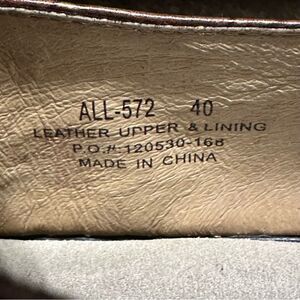 ALL-572 40
LEATHER UPPER & LINING
P.O.#:120530-168
MADE IN CHINA